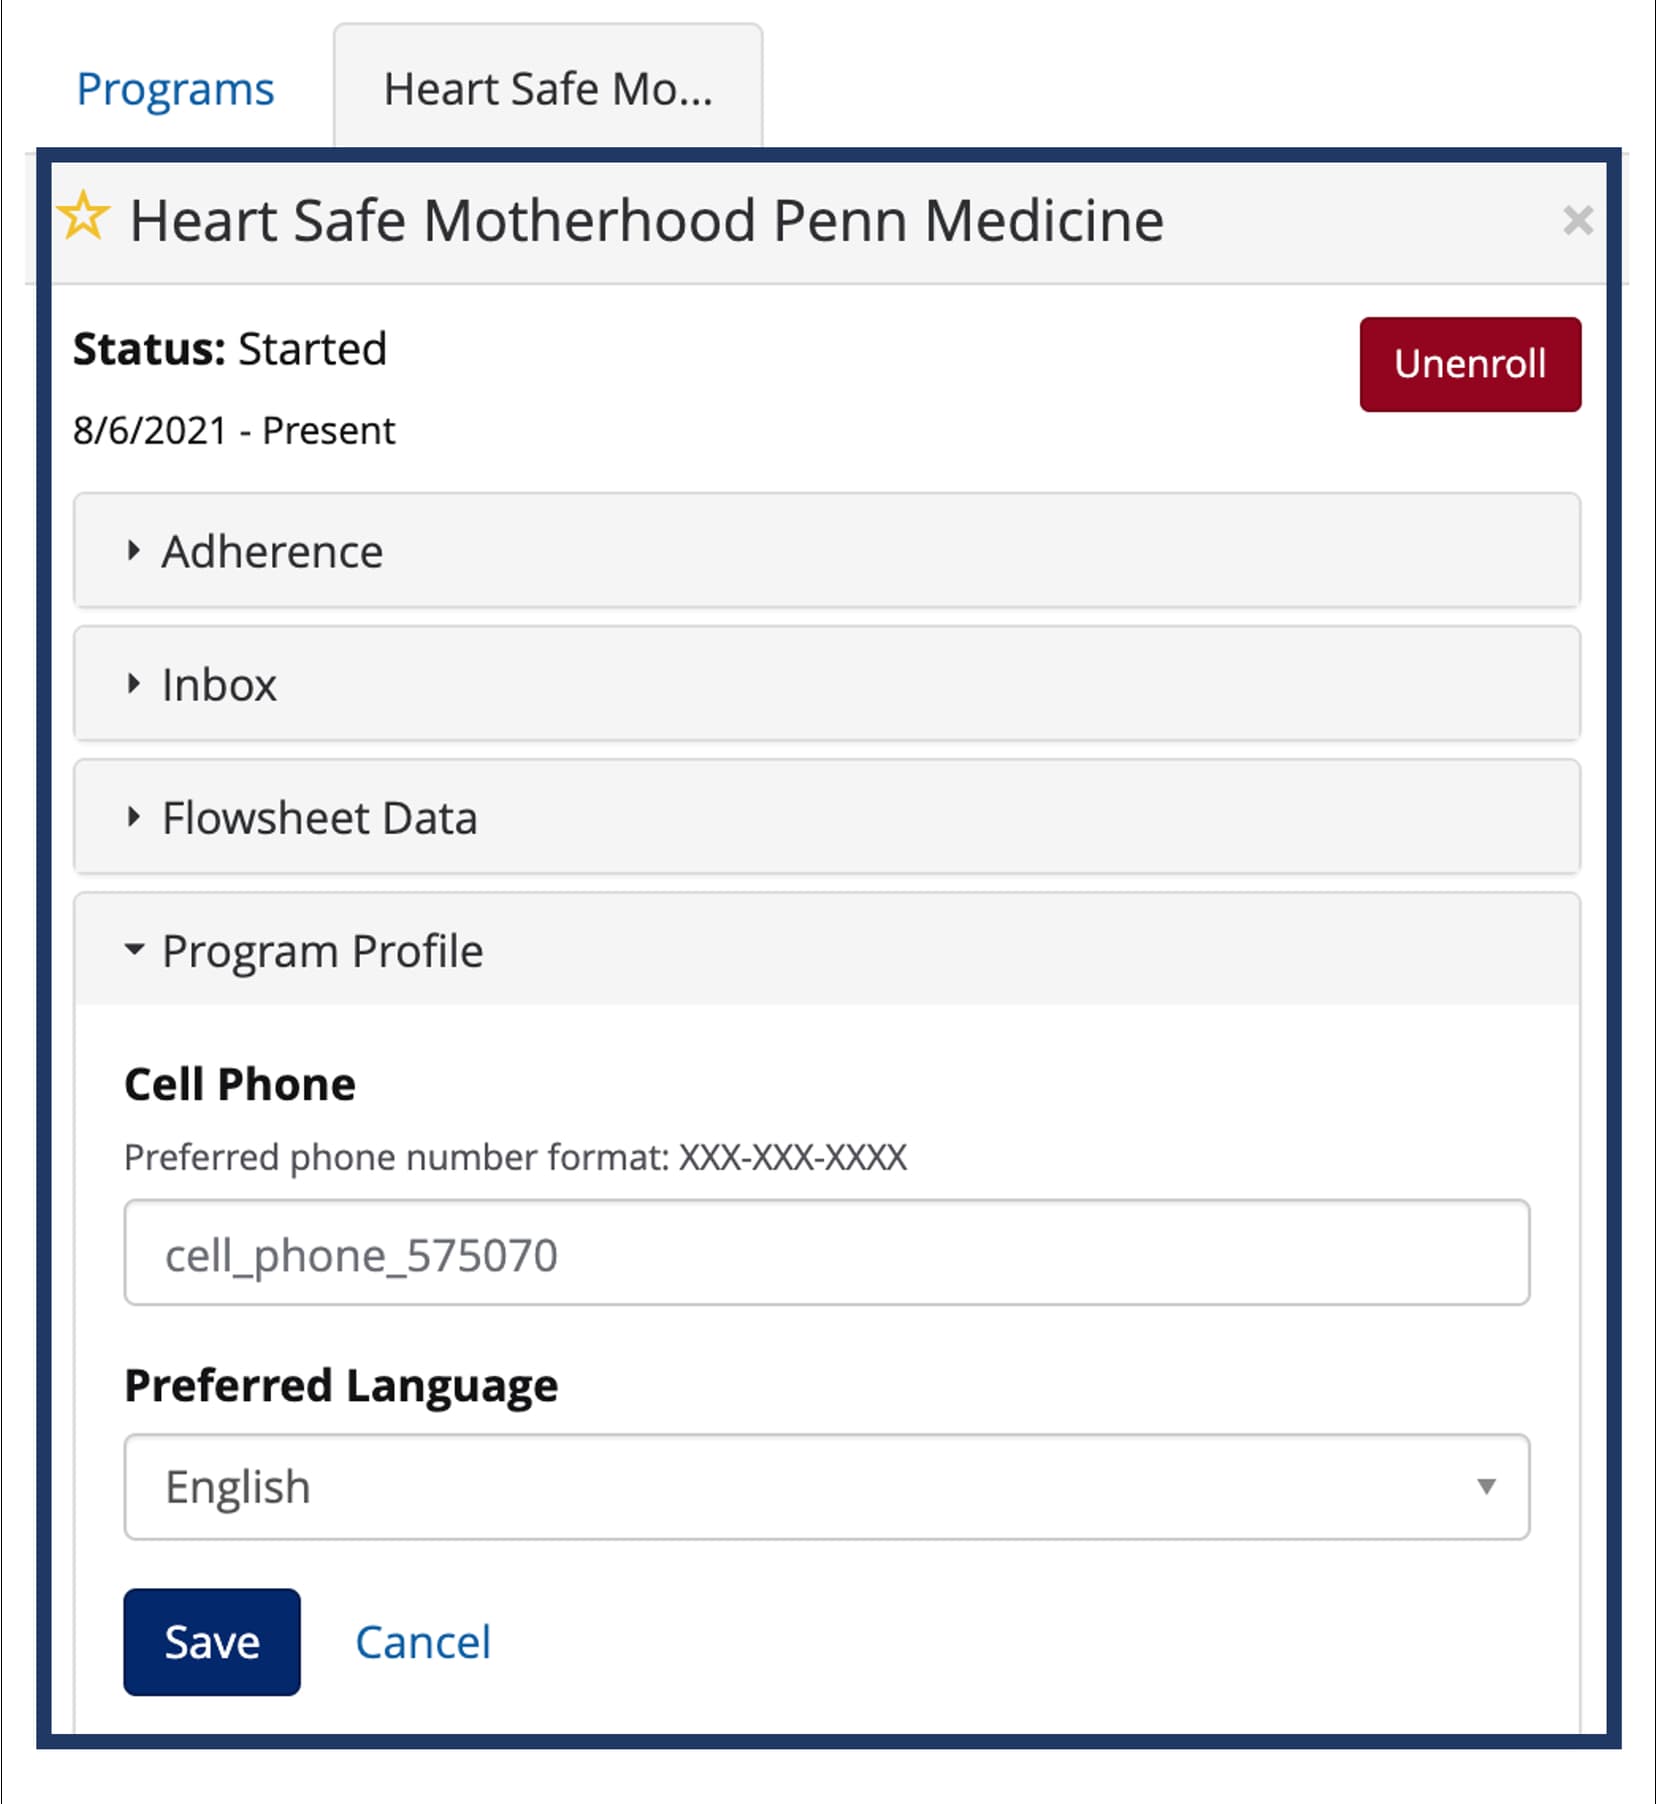 Programs Heart Safe Mo...
Heart Safe Motherhood Penn Medicine
Status: Started
Unenroll
8/6/2021 - Present
Adherence
Inbox
Flowsheet Data
Program Profile
Cell Phone
Preferred phone number format: XXX-XXX-XXXX
cell_phone_575070
Preferred Language
English
Save Cancel